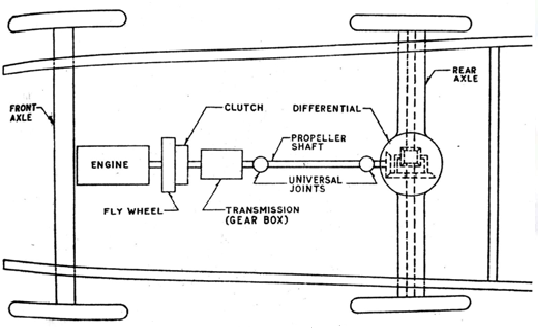 REAR
AXLE
FRONT
AXLE
CLUTCH
DIFFERENTIAL
PROPELLER
SHAFT
ENGINE
UNIVERSAL
JOINTS
FLY WHEEL
TRANSMISSION
(GEAR BOX)